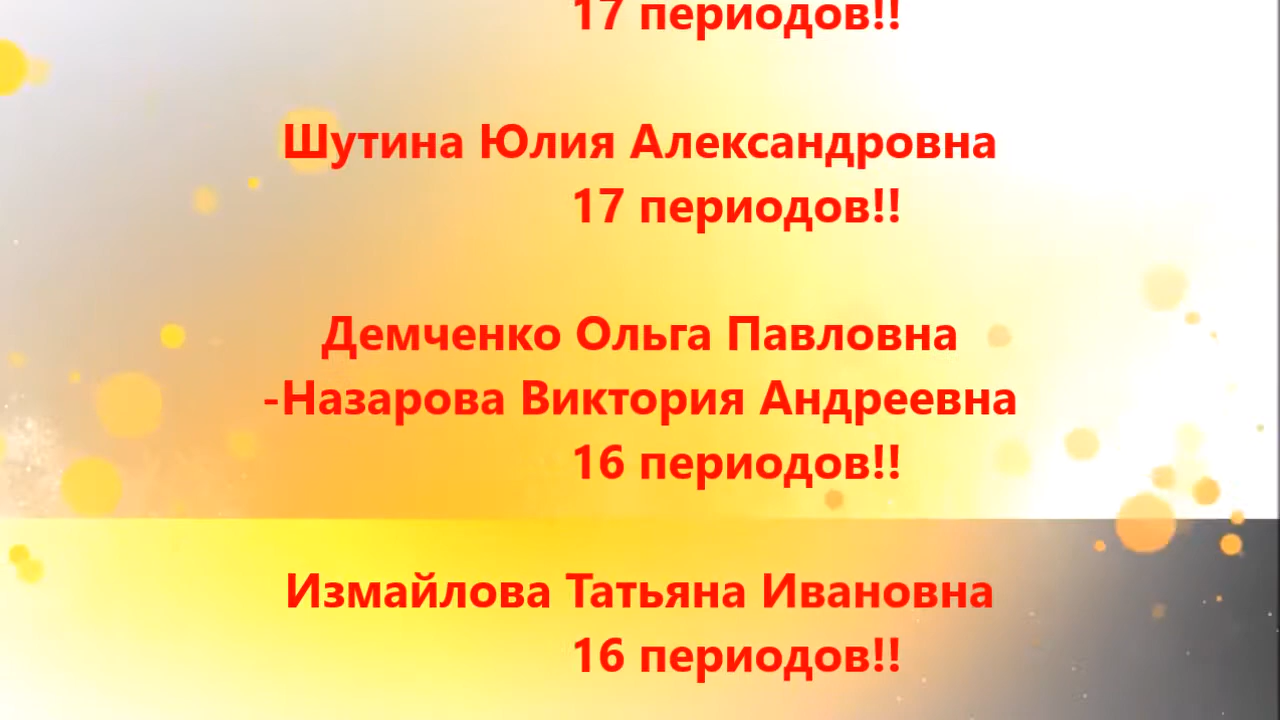 17 периодов!!
Шутина Юлия Александровна
17 периодов!!
Демченко Ольга Павловна
-Назарова Виктория Андреевна
16 периодов!!
Измайлова Татьяна Ивановна
16 периодов!!